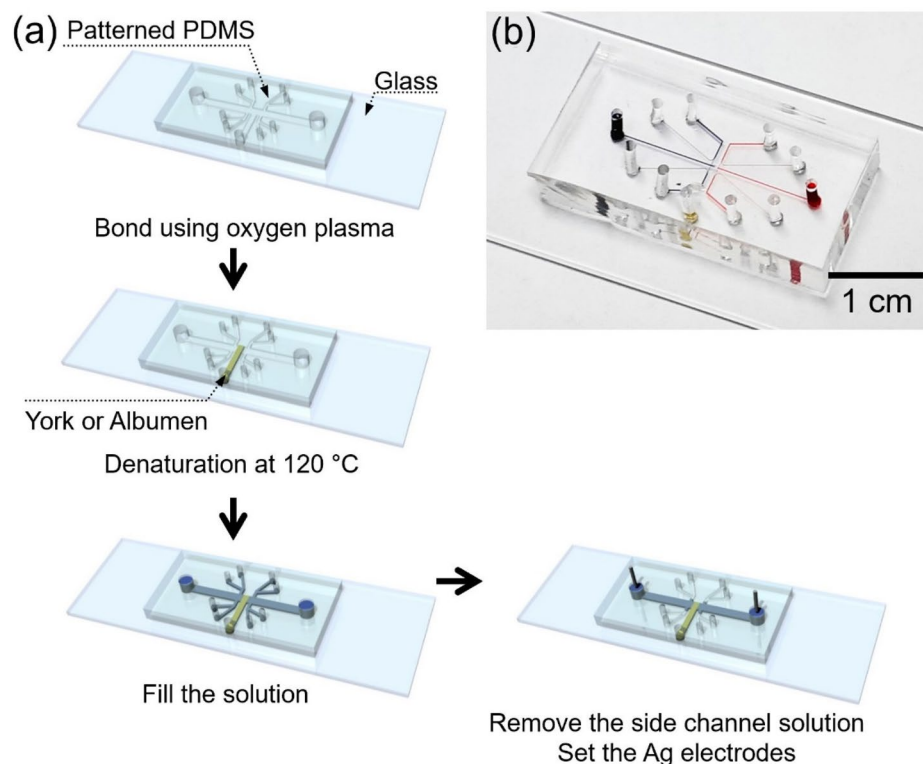 (a)
Patterned PDMS
Glass
Bond using oxygen plasma
York or Albumen
Denaturation at 120 °C
Fill the solution
Remove the side channel solution
Set the Ag electrodes
(b)
1 cm